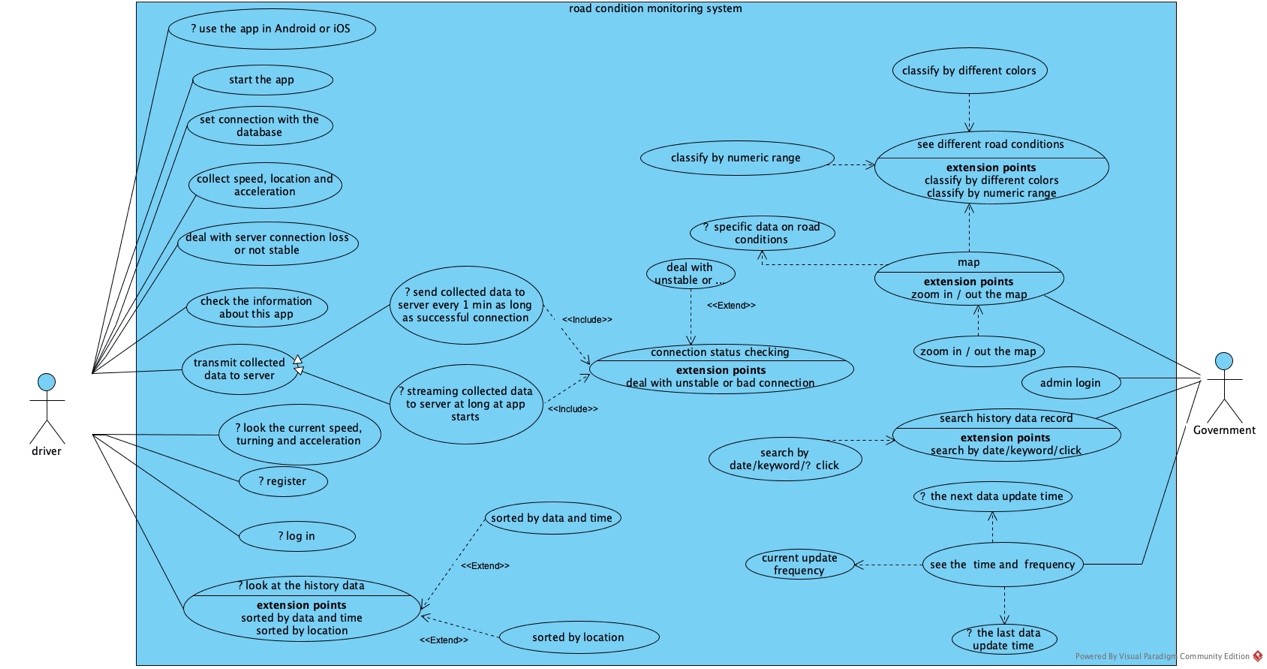 road condition monitoring system
? use the app in Android or iOS
start the app
set connection with the
database
collect speed, location and
acceleration
deal with server connection loss
or not stable
check the information
about this app
transmit collected
data to server
? look the current speed,
turning and acceleration
? register
? log in
? look at the history data
extension points
sorted by data and time
sorted by location
driver
? send collected data to
server every 1 min as long
as successful connection
? streaming collected data
to server at long at app
starts
<<Include>>
<<Include>>
sorted by data and time
<<Extend>>
<<Extend>>
sorted by location
classify by different colors
classify by numeric range
see different road conditions
extension points
classify by different colors
classify by numeric range
? specific data on road
conditions
deal with
unstable or ...
<<Extend>>
connection status checking
extension points
deal with unstable or bad connection
map
extension points
zoom in / out the map
zoom in / out the map
admin login
search history data record
extension points
search by date/keyword/click
search by
date/keyword/? click
? the next data update time
current update
frequency
see the time and frequency
? the last data
update time
Government
Powered By Visual Paradigm Community Edition